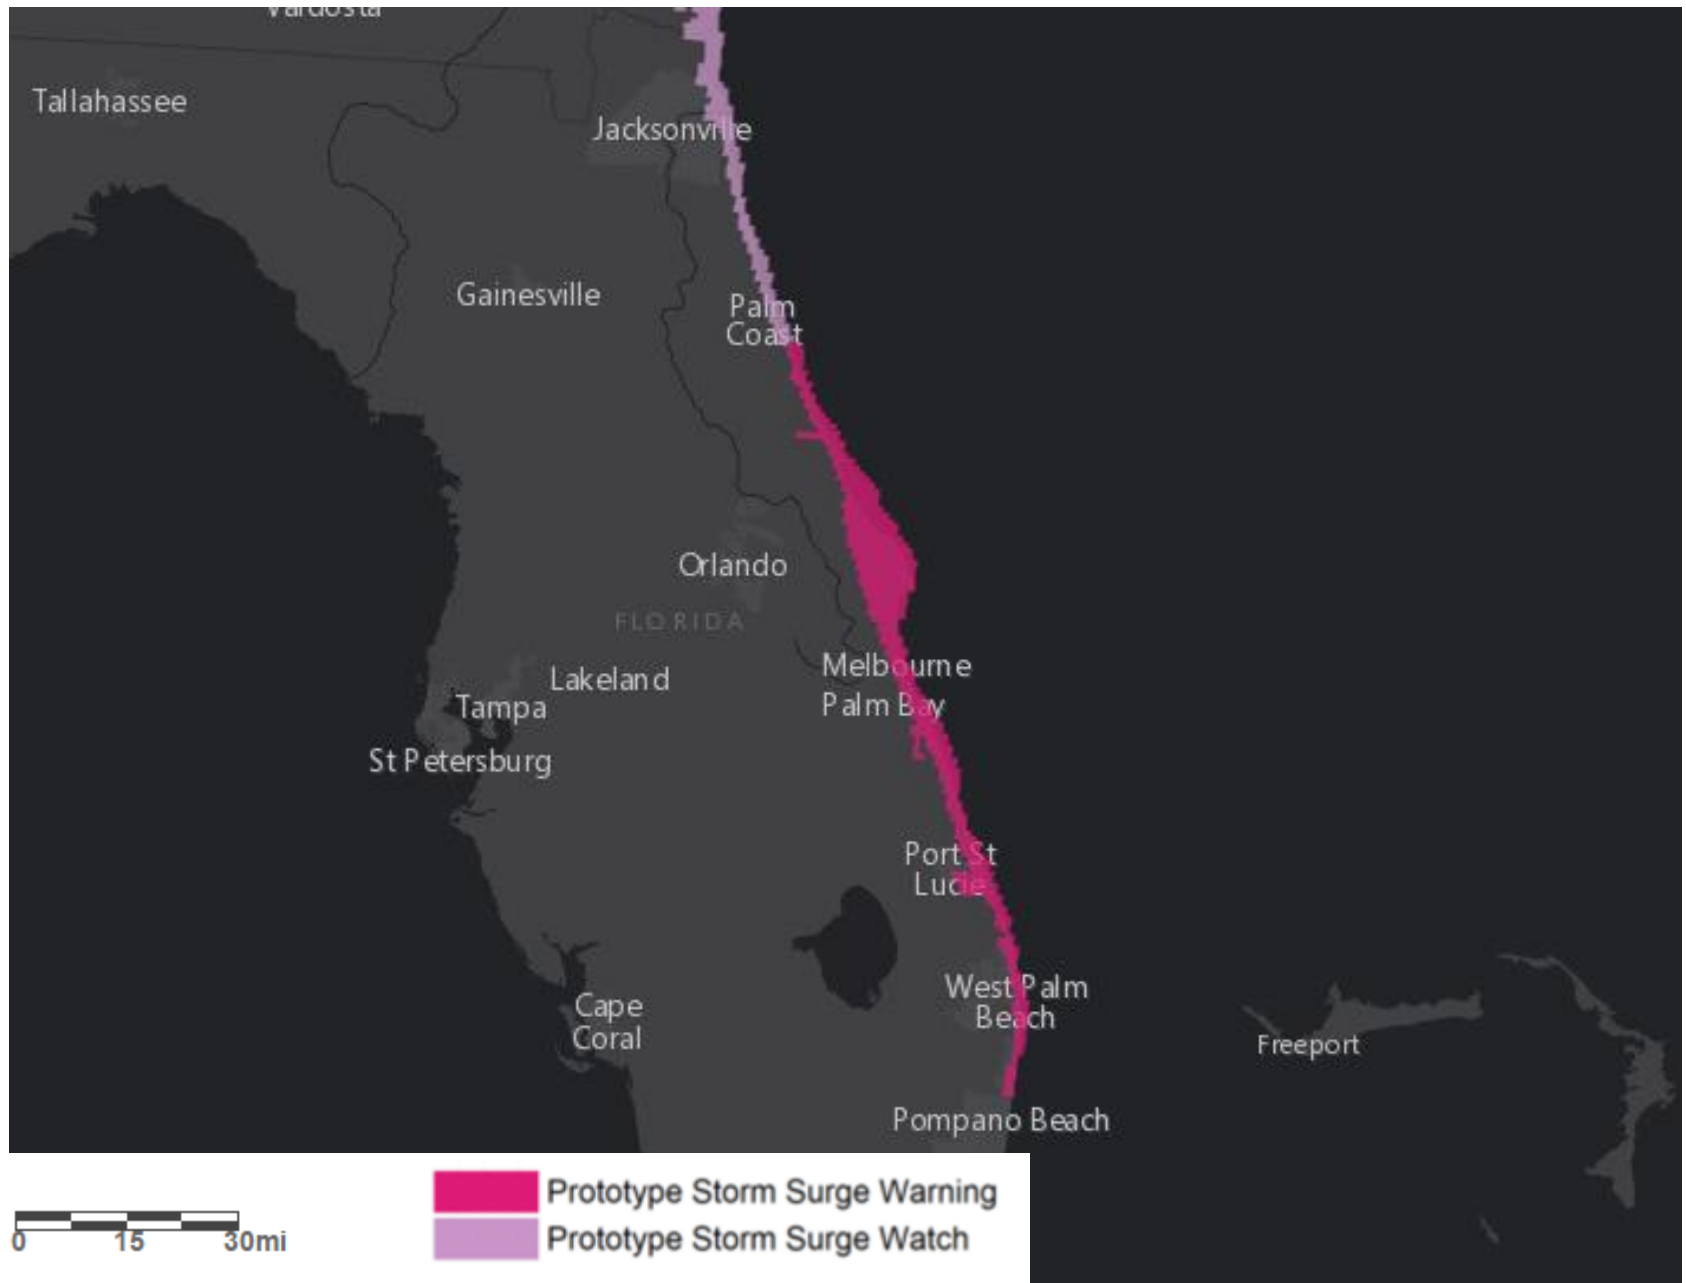 Valdosta
Tallahassee
Jacksonville
Gainesville
Palm
Coast
Orlando
FLORIDA
Melbourne
Lakeland
Palm Bay
Tampa
St Petersburg
Port St
Lucie
West Palm
Beach
Cape
Coral
Freeport
Pompano Beach
Prototype Storm Surge Warning
Prototype Storm Surge Watch
0 15 30mi